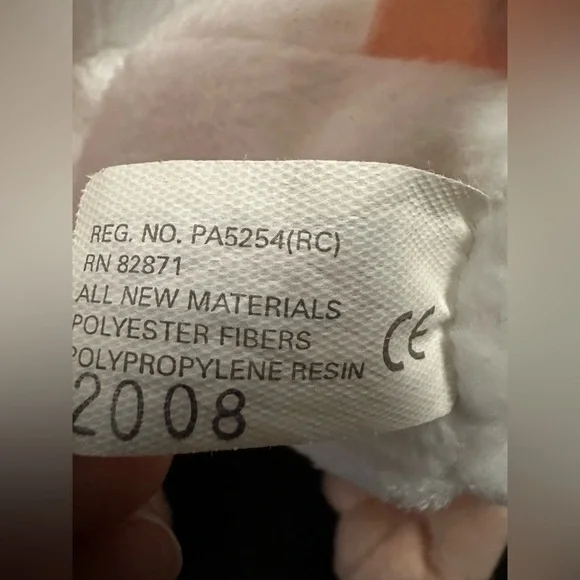 REG. NO. PA5254(RC)
RN 82871
ALL NEW MATERIALS
POLYESTER FIBERS
POLYPROPYLENE RESIN
CE
2008